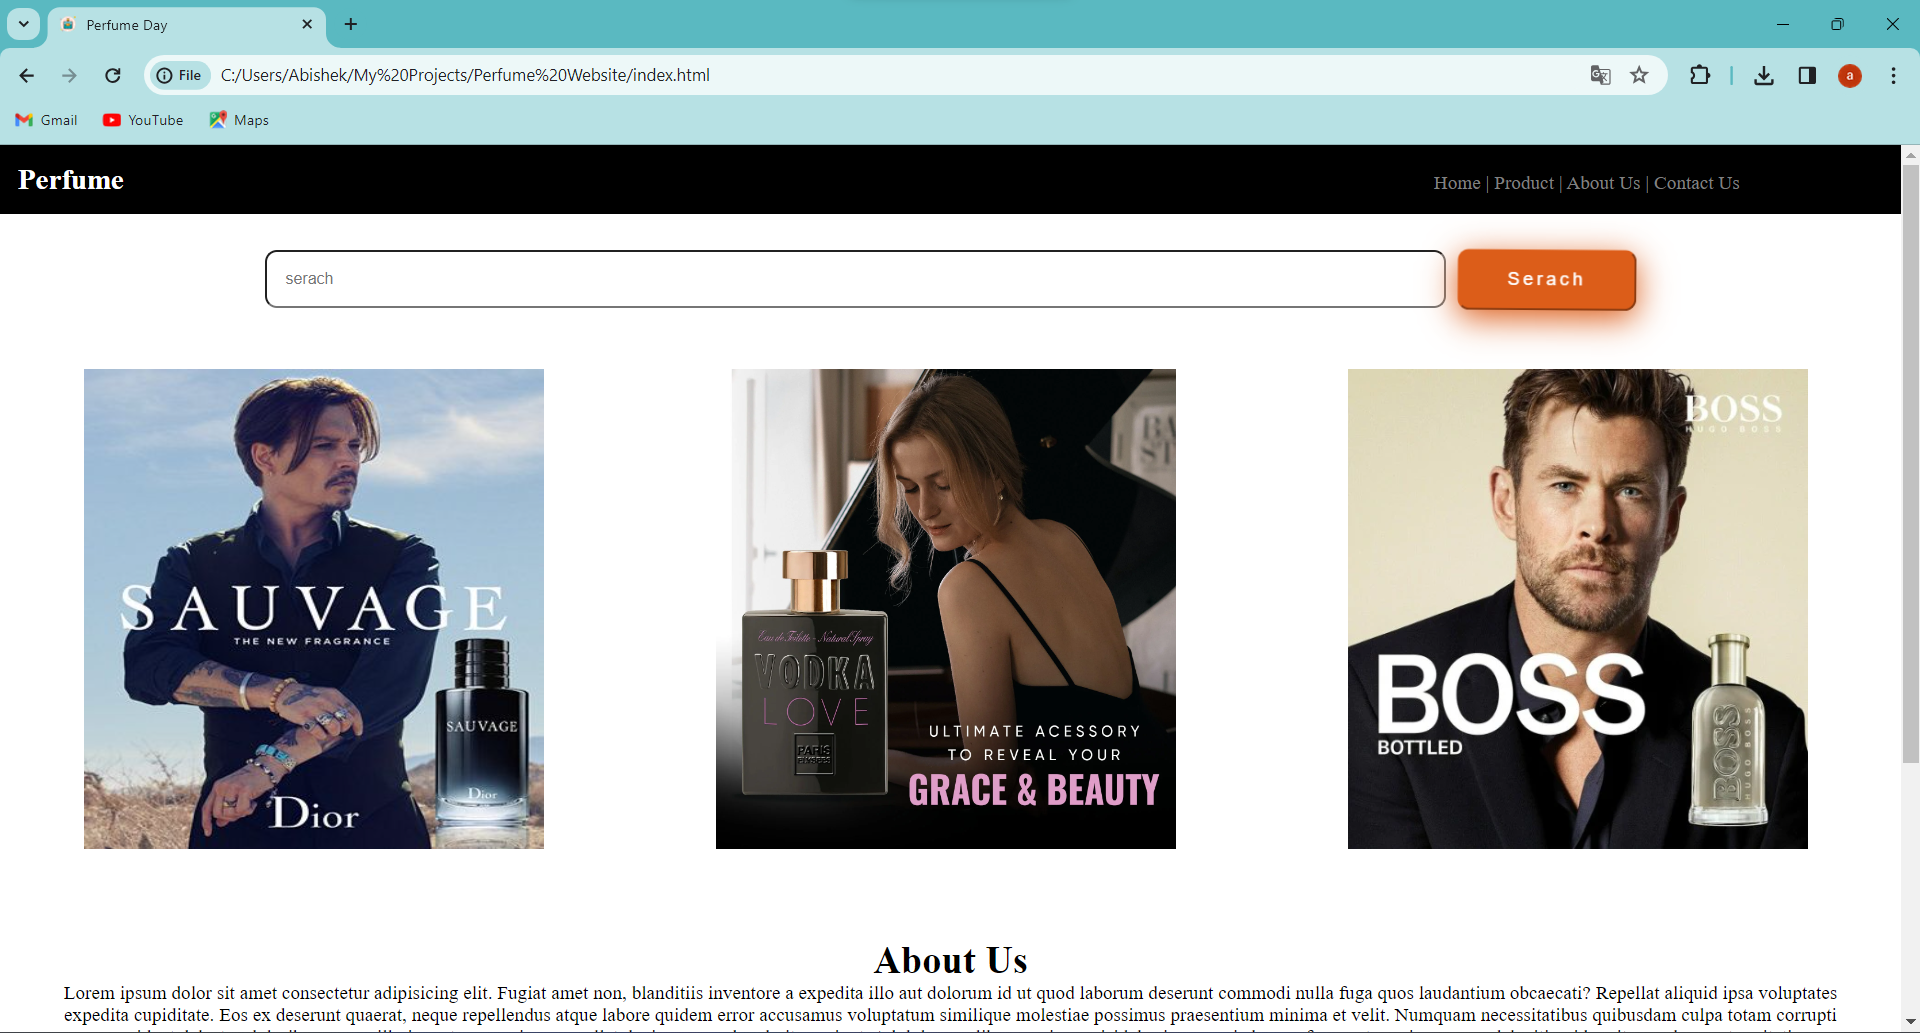 Perfume Day
File C:/Users/Abishek/My%20Projects/Perfume%20Website/index.html
a
Gmail YouTube Maps
Perfume
Home | Product | About Us | Contact Us
serach
Serach
SAUVAGE
THE NEW FRAGRANCE
SAUVAGE
Dior
Dior
Eau de Toilette - Natural Spray
VODKA
LOVE
PARIS
ULTIMATE ACESSORY
TO REVEAL YOUR
GRACE & BEAUTY
BOSS
HUGO BOSS
BOSS
BOTTLED
BOSS
HUGO BOSS
About Us
Lorem ipsum dolor sit amet consectetur adipisicing elit. Fugiat amet non, blanditiis inventore a expedita illo aut dolorum id ut quod laborum deserunt commodi nulla fuga quos laudantium obcaecati? Repellat aliquid ipsa voluptates
expedita cupiditate. Eos ex deserunt quaerat, neque repellendus atque labore quidem error accusamus voluptatum similique molestiae possimus praesentium minima et velit. Numquam necessitatibus quibusdam culpa totam corrupti